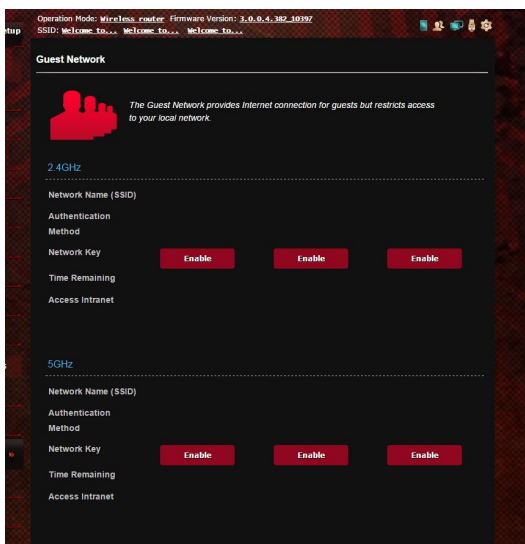 Operation Mode: Wireless router Firmware Version: 3.0.0.4.382_10397
SSID: Welcome to... Welcome to... Welcome to...
Guest Network
The Guest Network provides Internet connection for guests but restricts access
to your local network.
2.4GHz
Network Name (SSID)
Authentication
Method
Network Key Enable Enable Enable
Time Remaining
Access Intranet
5GHz
Network Name (SSID)
Authentication
Method
Network Key Enable Enable Enable
Time Remaining
Access Intranet